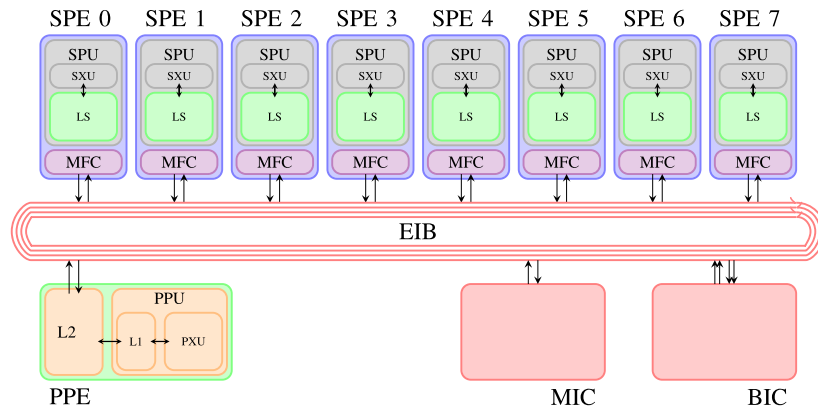 SPE 0 SPE 1 SPE 2 SPE 3 SPE 4 SPE 5 SPE 6 SPE 7
SPU SPU SPU SPU SPU SPU SPU SPU
SXU SXU SXU SXU SXU SXU SXU SXU
LS LS LS LS LS LS LS LS
MFC MFC MFC MFC MFC MFC MFC MFC
EIB
PPU
L2 L1 PXU
PPE MIC BIC